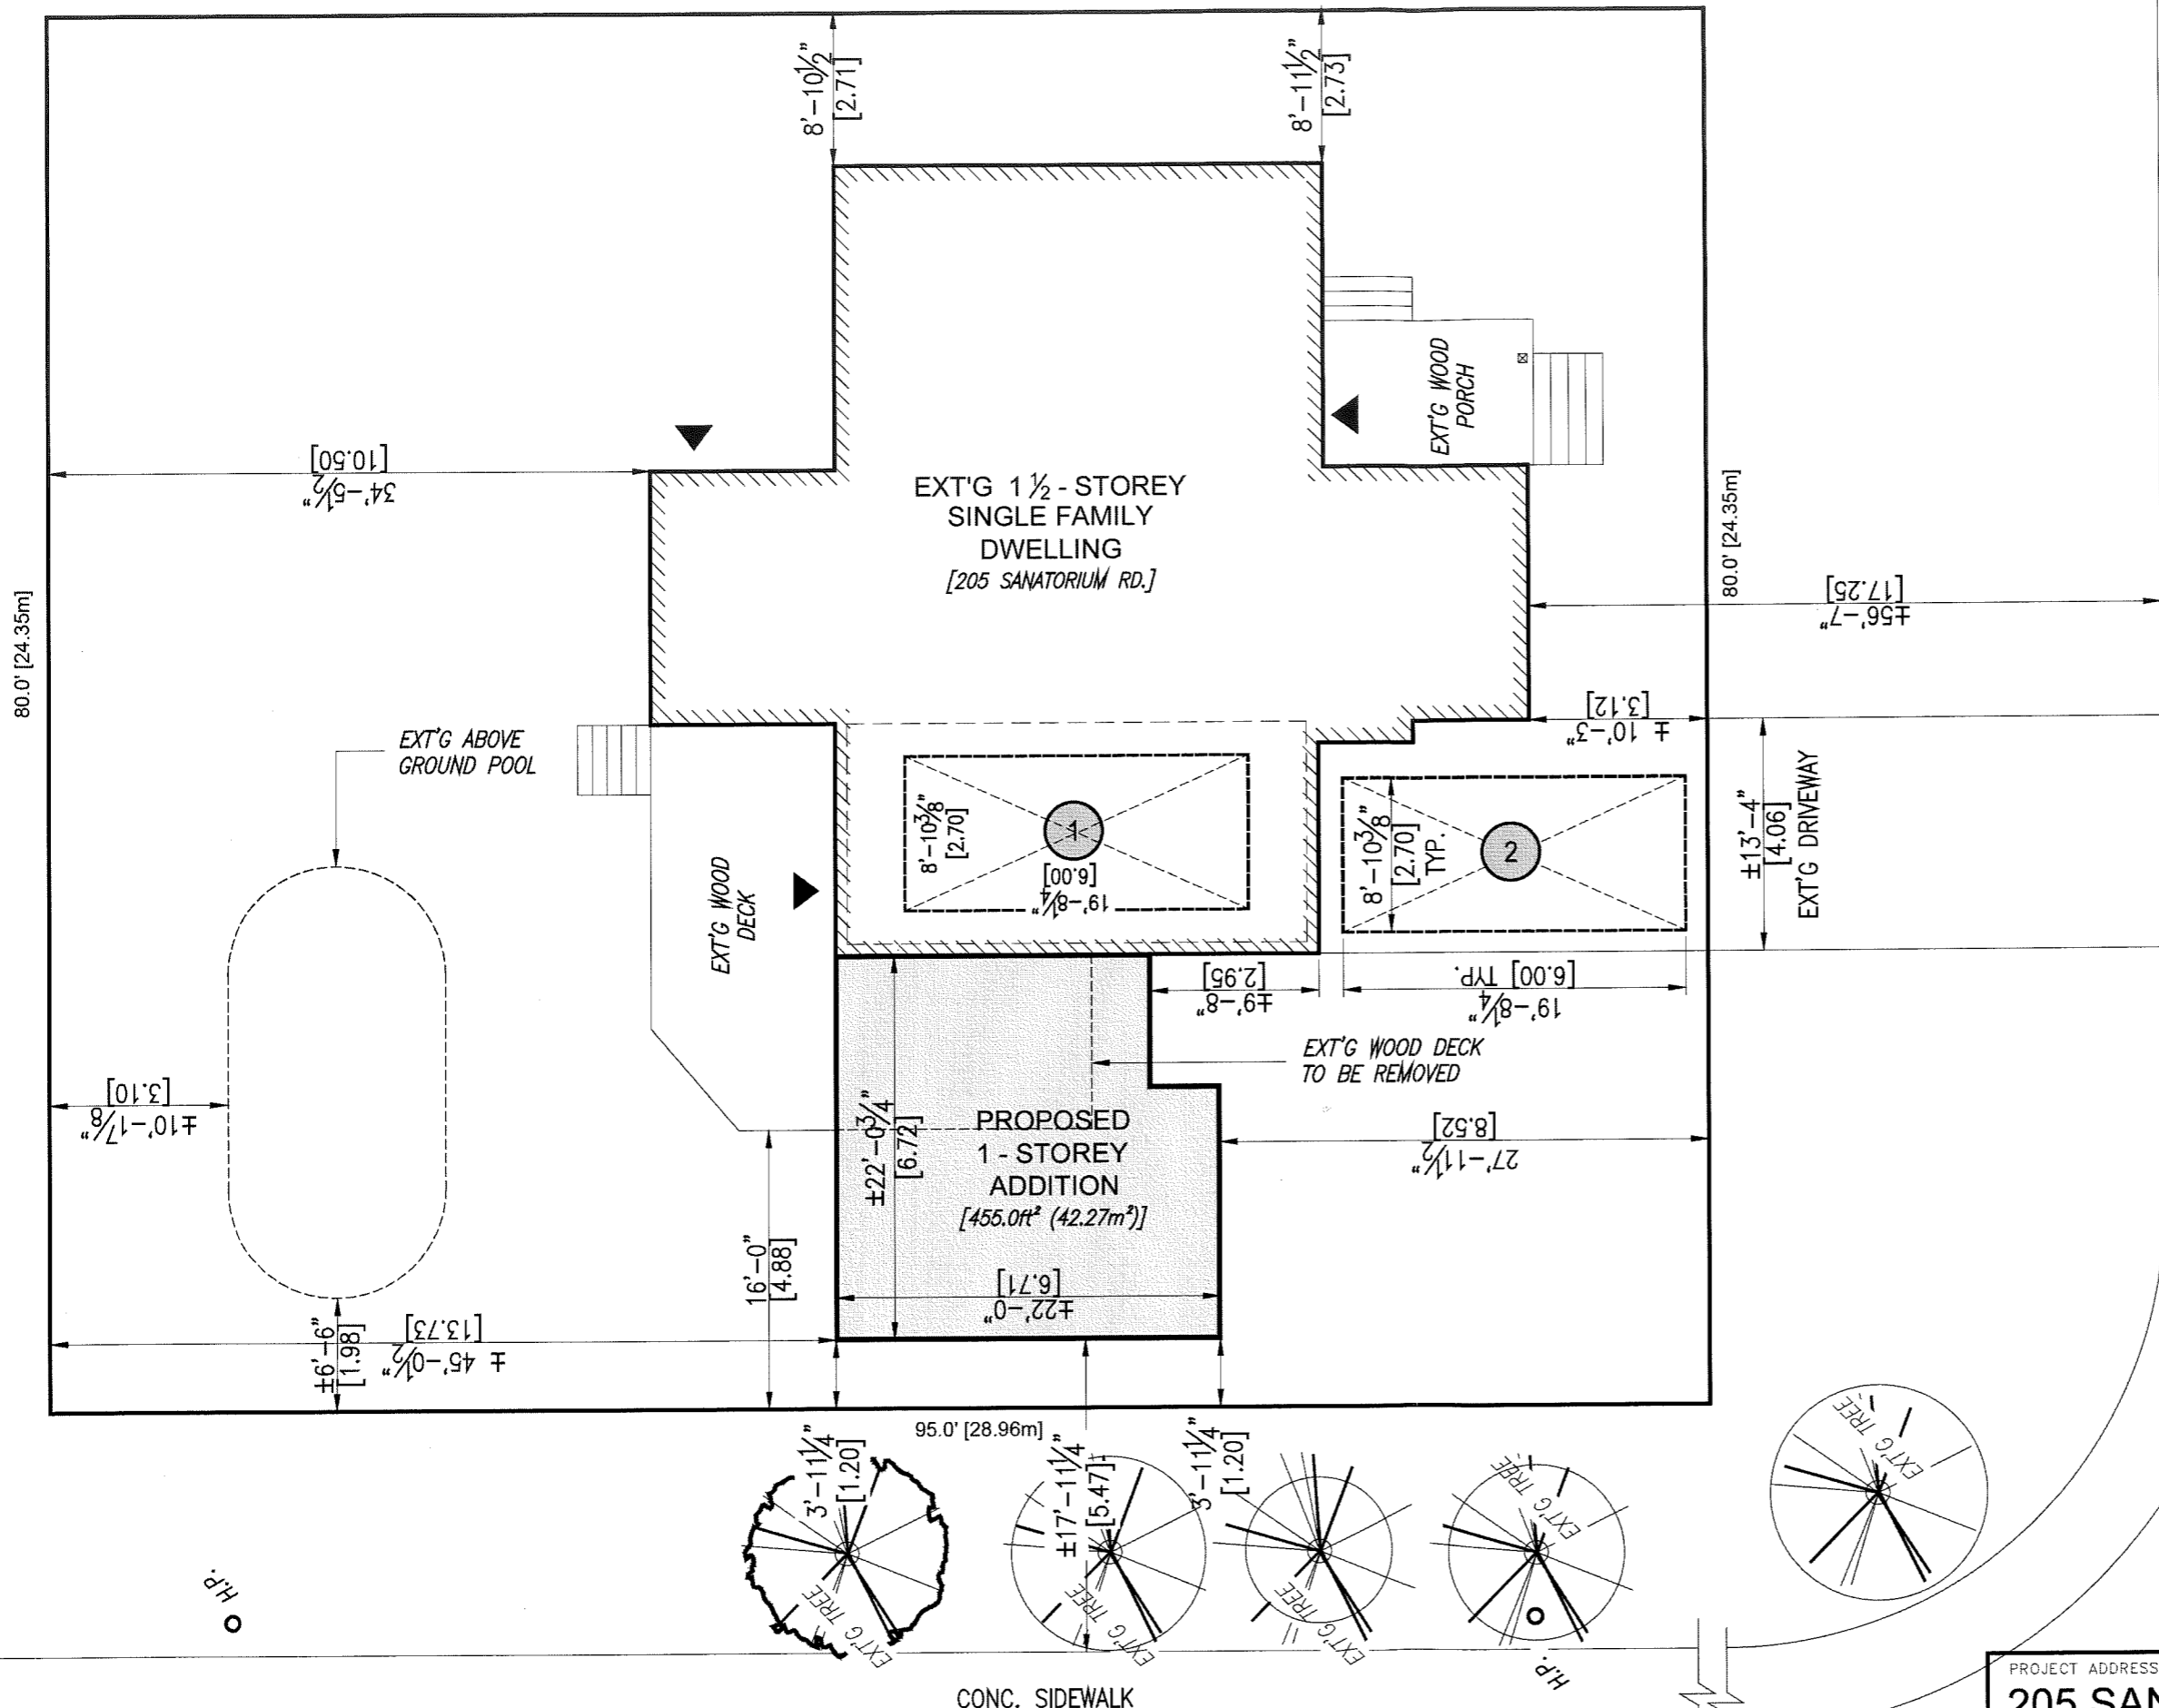 8'-10½"
[2.71]
8'-11½"
[2.73]
34'-5½"
[10.50]
EXT'G 1 ½ - STOREY
SINGLE FAMILY
DWELLING
[205 SANATORIUM RD.]
EXT'G WOOD
PORCH
80.0' [24.35m]
80.0' [24.35m]
±56'-7"
[17.25]
± 10'-3"
[3.12]
EXT'G ABOVE
GROUND POOL
EXT'G WOOD
DECK
8'-10⅜"
[2.70]
1
19'-8¼"
[6.00]
8'-10⅜"
[2.70]
TYP.
2
±13'-4"
[4.06]
EXT'G DRIVEWAY
±9'-8"
[2.95]
19'-8¼"
[6.00] TYP.
EXT'G WOOD DECK
TO BE REMOVED
±10'-1⅞"
[3.10]
±22'-0¾"
[6.72]
PROPOSED
1 - STOREY
ADDITION
[455.0ft² (42.27m²)]
27'-11½"
[8.52]
16'-0"
[4.88]
±22'-0"
[6.71]
±6'-6"
[1.98]
± 45'-0½"
[13.73]
95.0' [28.96m]
3'-11¼"
[1.20]
±17'-11¼"
[5.47]
3'-11¼"
[1.20]
EXT'G TREE
EXT'G TREE
EXT'G TREE
EXT'G TREE
EXT'G TREE
EXT'G TREE
H.P.
H.P.
CONC. SIDEWALK
PROJECT ADDRESS
205 SAN